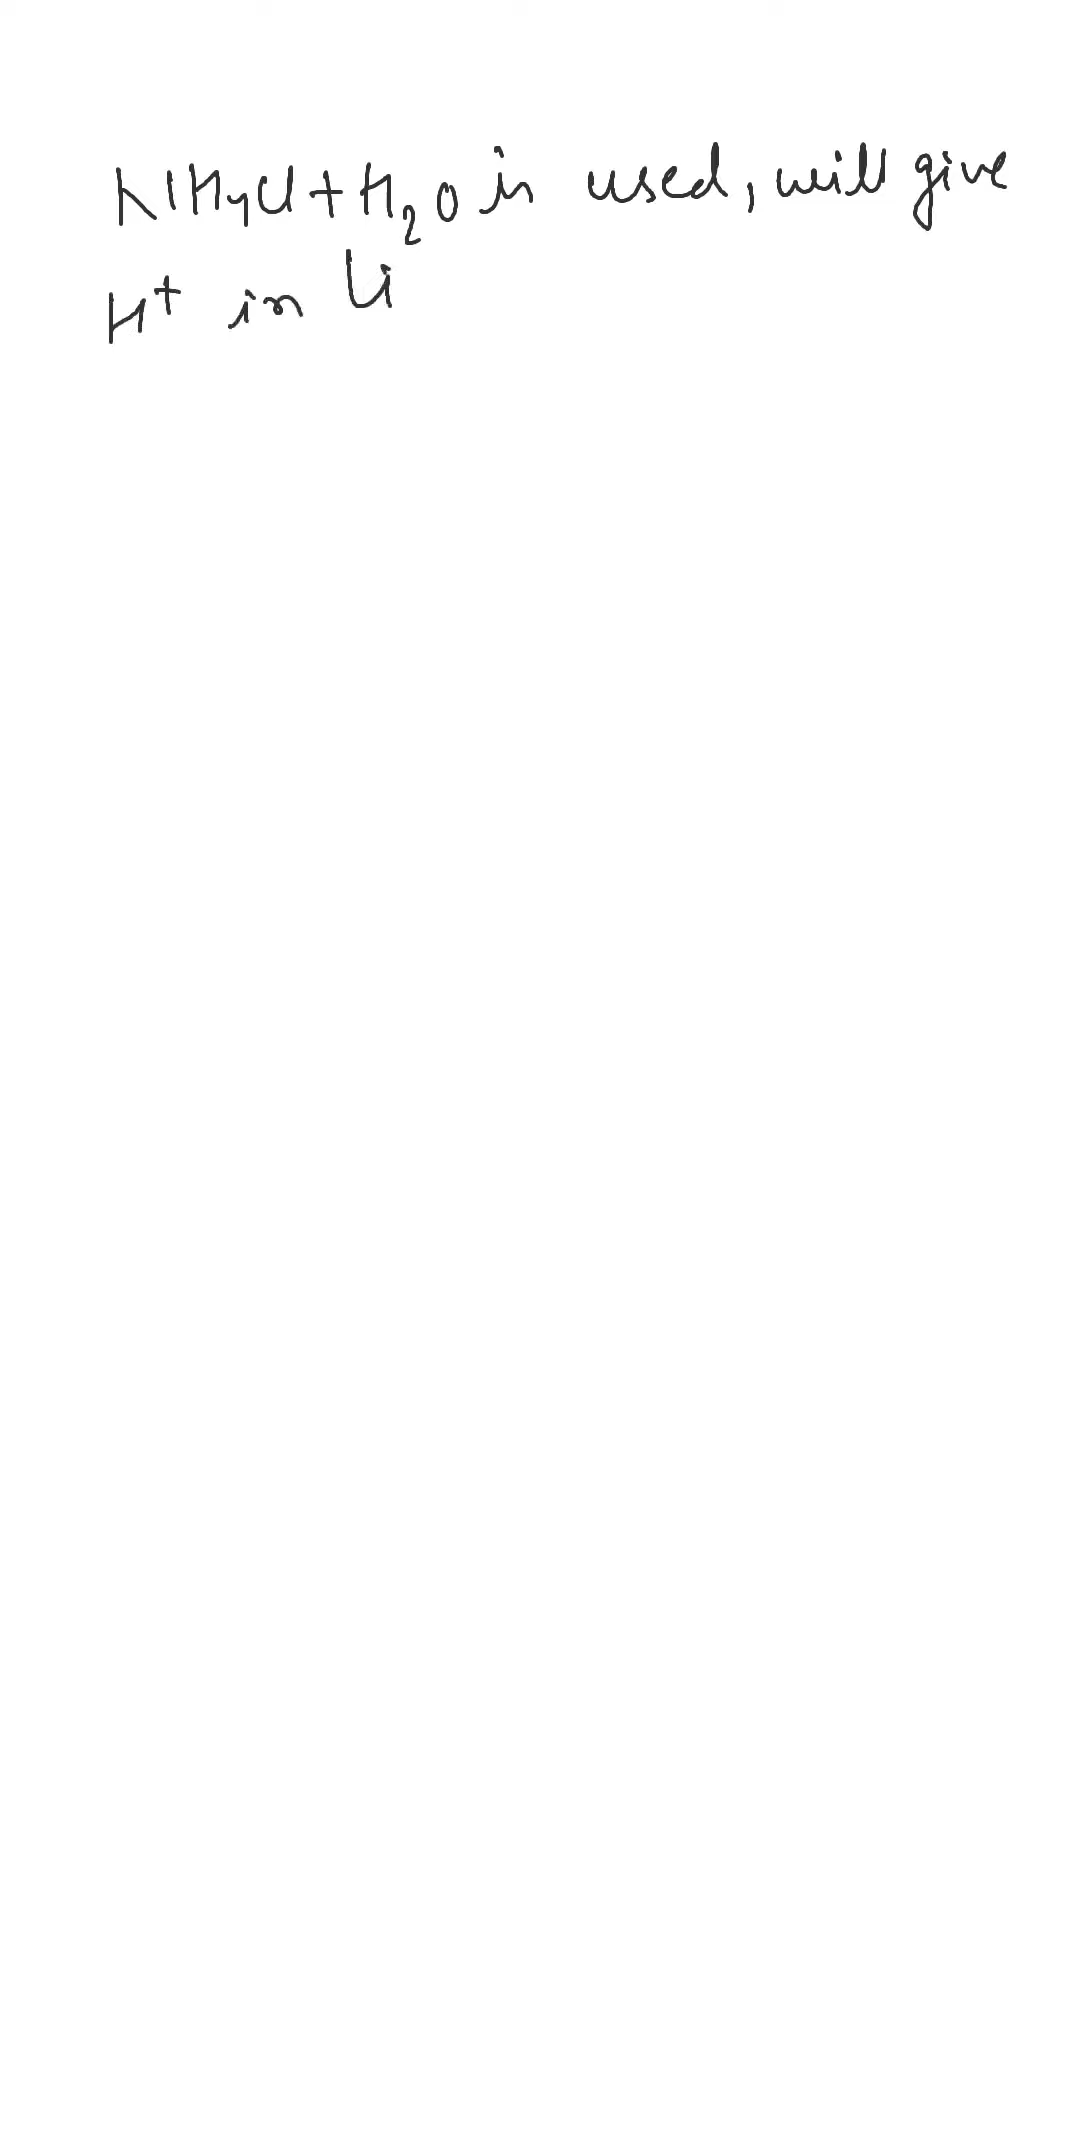 NH4Cl + H2O is used, will give
H+ in li